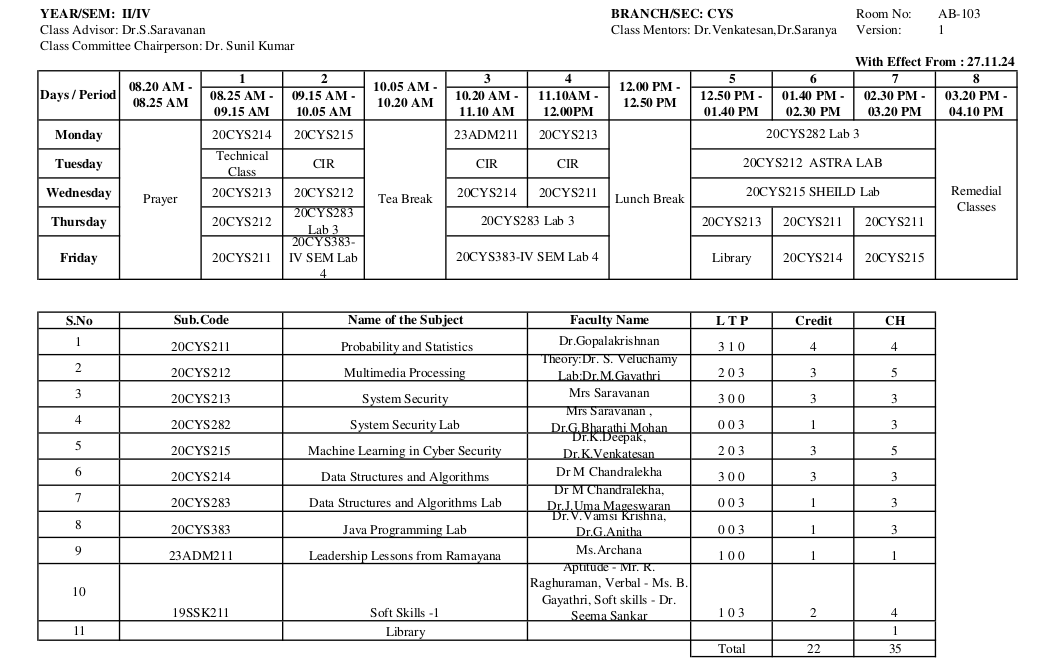 YEAR/SEM: II/IV BRANCH/SEC: CYS Room No: AB-103
Class Advisor: Dr.S.Saravanan Class Mentors: Dr.Venkatesan,Dr.Saranya Version: 1
Class Committee Chairperson: Dr. Sunil Kumar
With Effect From : 27.11.24
Days / Period 08.20 AM - 08.25 AM 1 2 10.05 AM - 10.20 AM 3 4 12.00 PM - 12.50 PM 5 6 7 8
08.25 AM - 09.15 AM 09.15 AM - 10.05 AM 10.20 AM - 11.10 AM 11.10AM - 12.00PM 12.50 PM - 01.40 PM 01.40 PM - 02.30 PM 02.30 PM - 03.20 PM 03.20 PM - 04.10 PM
Monday 20CYS214 20CYS215 23ADM211 20CYS213 20CYS282 Lab 3
Tuesday Technical Class CIR CIR CIR 20CYS212 ASTRA LAB
Wednesday Prayer 20CYS213 20CYS212 Tea Break 20CYS214 20CYS211 Lunch Break 20CYS215 SHEILD Lab Remedial Classes
Thursday 20CYS212 20CYS283 Lab 3 20CYS283 Lab 3 20CYS213 20CYS211 20CYS211
Friday 20CYS211 20CYS383-IV SEM Lab 4 20CYS383-IV SEM Lab 4 Library 20CYS214 20CYS215
S.No Sub.Code Name of the Subject Faculty Name L T P Credit CH
1 20CYS211 Probability and Statistics Dr.Gopalakrishnan 3 1 0 4 4
2 20CYS212 Multimedia Processing Theory:Dr. S. Veluchamy Lab:Dr.M.Gayathri 2 0 3 3 5
3 20CYS213 System Security Mrs Saravanan 3 0 0 3 3
4 20CYS282 System Security Lab Mrs Saravanan , Dr.G.Bharathi Mohan 0 0 3 1 3
5 20CYS215 Machine Learning in Cyber Security Dr.K.Deepak, Dr.K.Venkatesan 2 0 3 3 5
6 20CYS214 Data Structures and Algorithms Dr M Chandralekha 3 0 0 3 3
7 20CYS283 Data Structures and Algorithms Lab Dr M Chandralekha, Dr.J.Uma Mageswaran 0 0 3 1 3
8 20CYS383 Java Programming Lab Dr.V.Vamsi Krishna, Dr.G.Anitha 0 0 3 1 3
9 23ADM211 Leadership Lessons from Ramayana Ms.Archana 1 0 0 1 1
10 19SSK211 Soft Skills -1 Aptitude - Mr. R. Raghuraman, Verbal - Ms. B. Gayathri, Soft skills - Dr. Seema Sankar 1 0 3 2 4
11 Library 1
Total 22 35